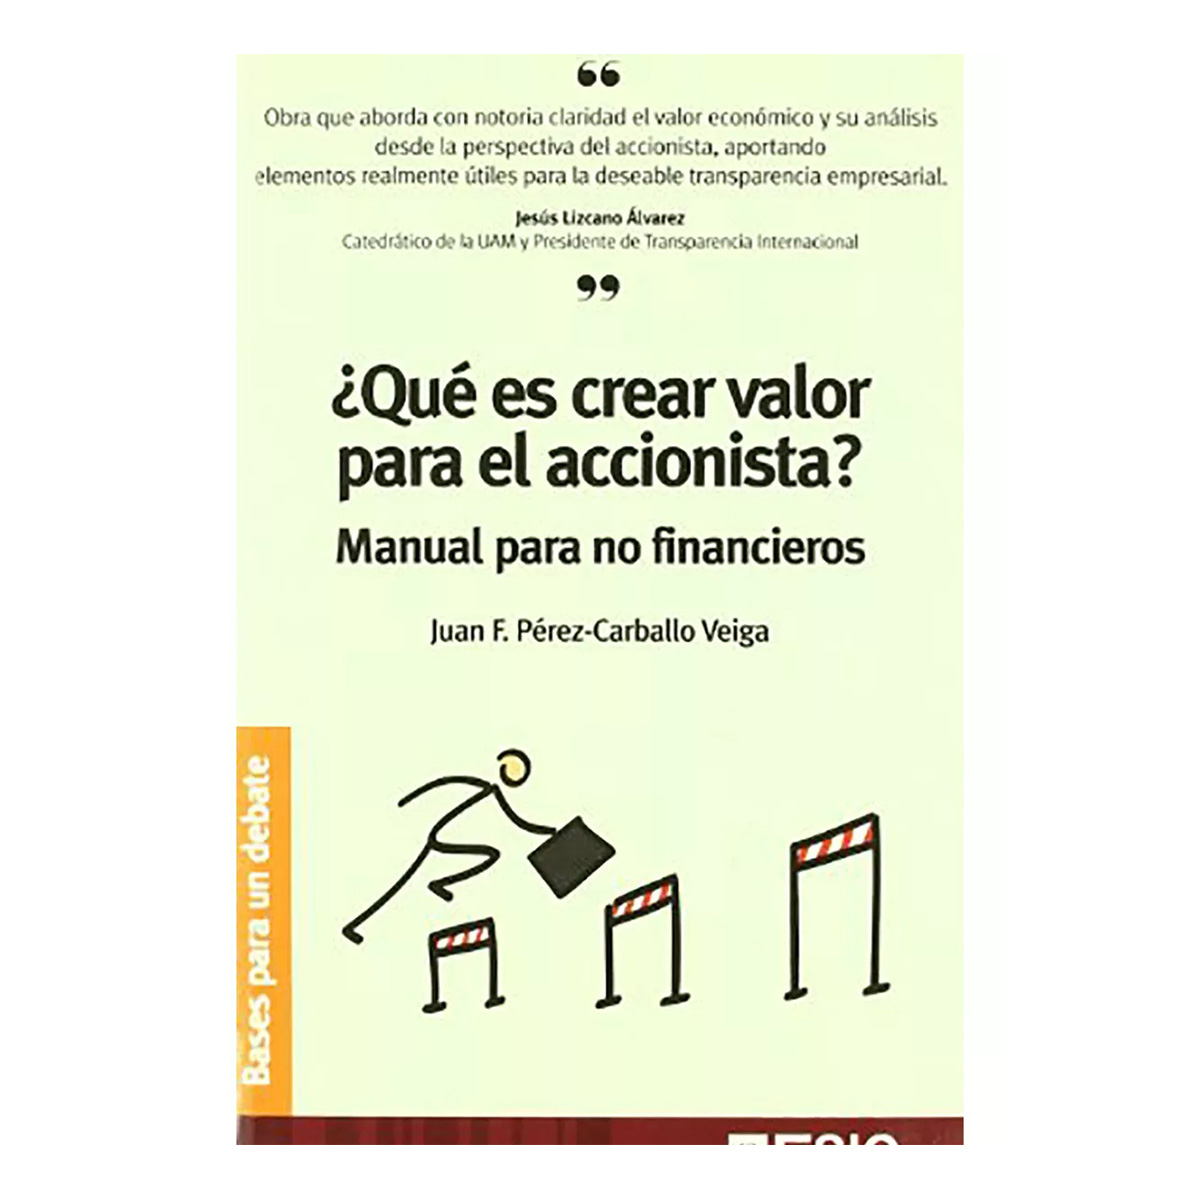 “
Obra que aborda con notoria claridad el valor económico y su análisis
desde la perspectiva del accionista, aportando
elementos realmente útiles para la deseable transparencia empresarial.
Jesús Lizcano Álvarez
Catedrático de la UAM y Presidente de Transparencia Internacional
”
¿Qué es crear valor
para el accionista?
Manual para no financieros
Juan F. Pérez-Carballo Veiga
Bases para un debate